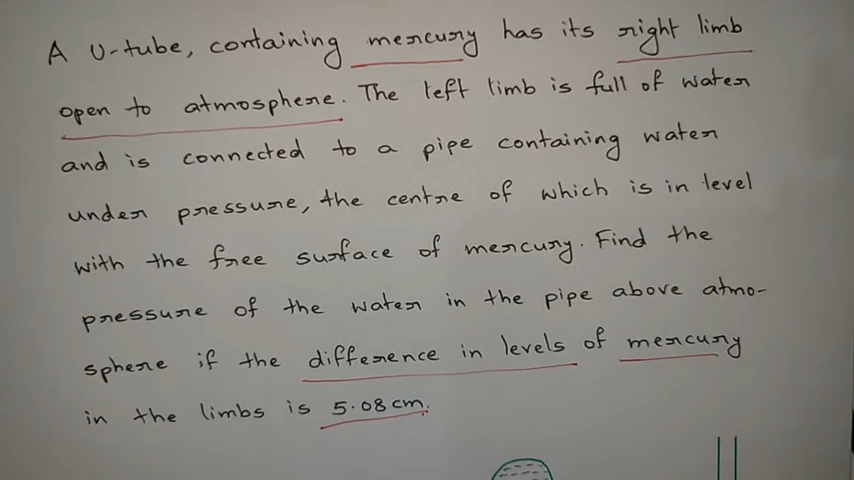 A U-tube, containing mercury has its right limb
open to atmosphere. The left limb is full of water
and is connected to a pipe containing water
under pressure, the centre of which is in level
with the free surface of mercury. Find the
pressure of the water in the pipe above atmo-
sphere if the difference in levels of mercury
in the limbs is 5.08 cm.